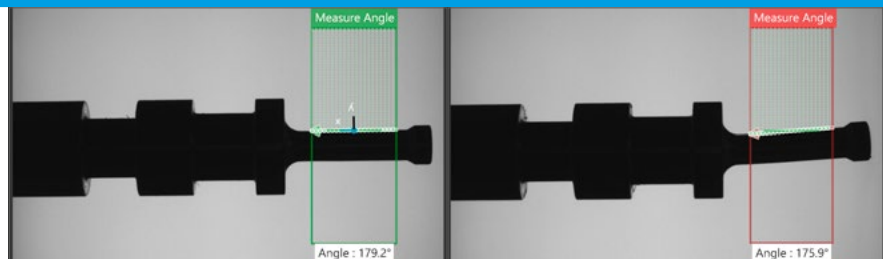 Measure Angle
x
y
Angle : 179.2°
Measure Angle
Angle : 175.9°